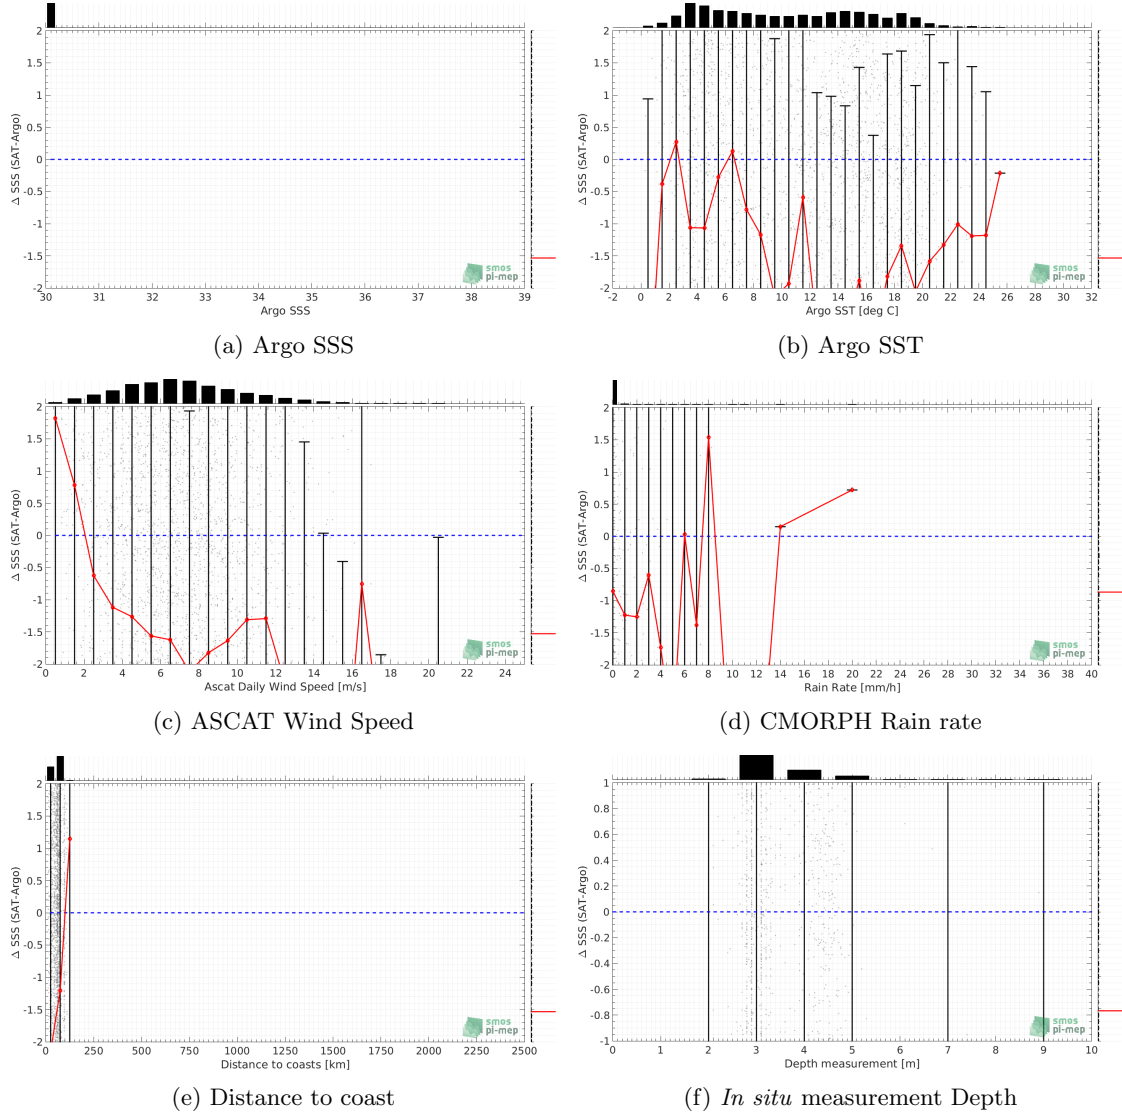 2
1.5
1
0.5
0
-0.5
-1
-1.5
-2
Δ SSS (SAT-Argo)
30 31 32 33 34 35 36 37 38 39
Argo SSS
smos
pi-mep
(a) Argo SSS
2
1.5
1
0.5
0
-0.5
-1
-1.5
-2
Δ SSS (SAT-Argo)
-2 0 2 4 6 8 10 12 14 16 18 20 22 24 26 28 30 32
Argo SST [deg C]
smos
pi-mep
(b) Argo SST
2
1.5
1
0.5
0
-0.5
-1
-1.5
-2
Δ SSS (SAT-Argo)
0 2 4 6 8 10 12 14 16 18 20 22 24
Ascat Daily Wind Speed [m/s]
smos
pi-mep
(c) ASCAT Wind Speed
2
1.5
1
0.5
0
-0.5
-1
-1.5
-2
Δ SSS (SAT-Argo)
0 2 4 6 8 10 12 14 16 18 20 22 24 26 28 30 32 34 36 38 40
Rain Rate [mm/h]
smos
pi-mep
(d) CMORPH Rain rate
2
1.5
1
0.5
0
-0.5
-1
-1.5
-2
Δ SSS (SAT-Argo)
0 250 500 750 1000 1250 1500 1750 2000 2250 2500
Distance to coasts [km]
smos
pi-mep
(e) Distance to coast
1
0.8
0.6
0.4
0.2
0
-0.2
-0.4
-0.6
-0.8
-1
Δ SSS (SAT-Argo)
0 1 2 3 4 5 6 7 8 9 10
Depth measurement [m]
smos
pi-mep
(f) In situ measurement Depth